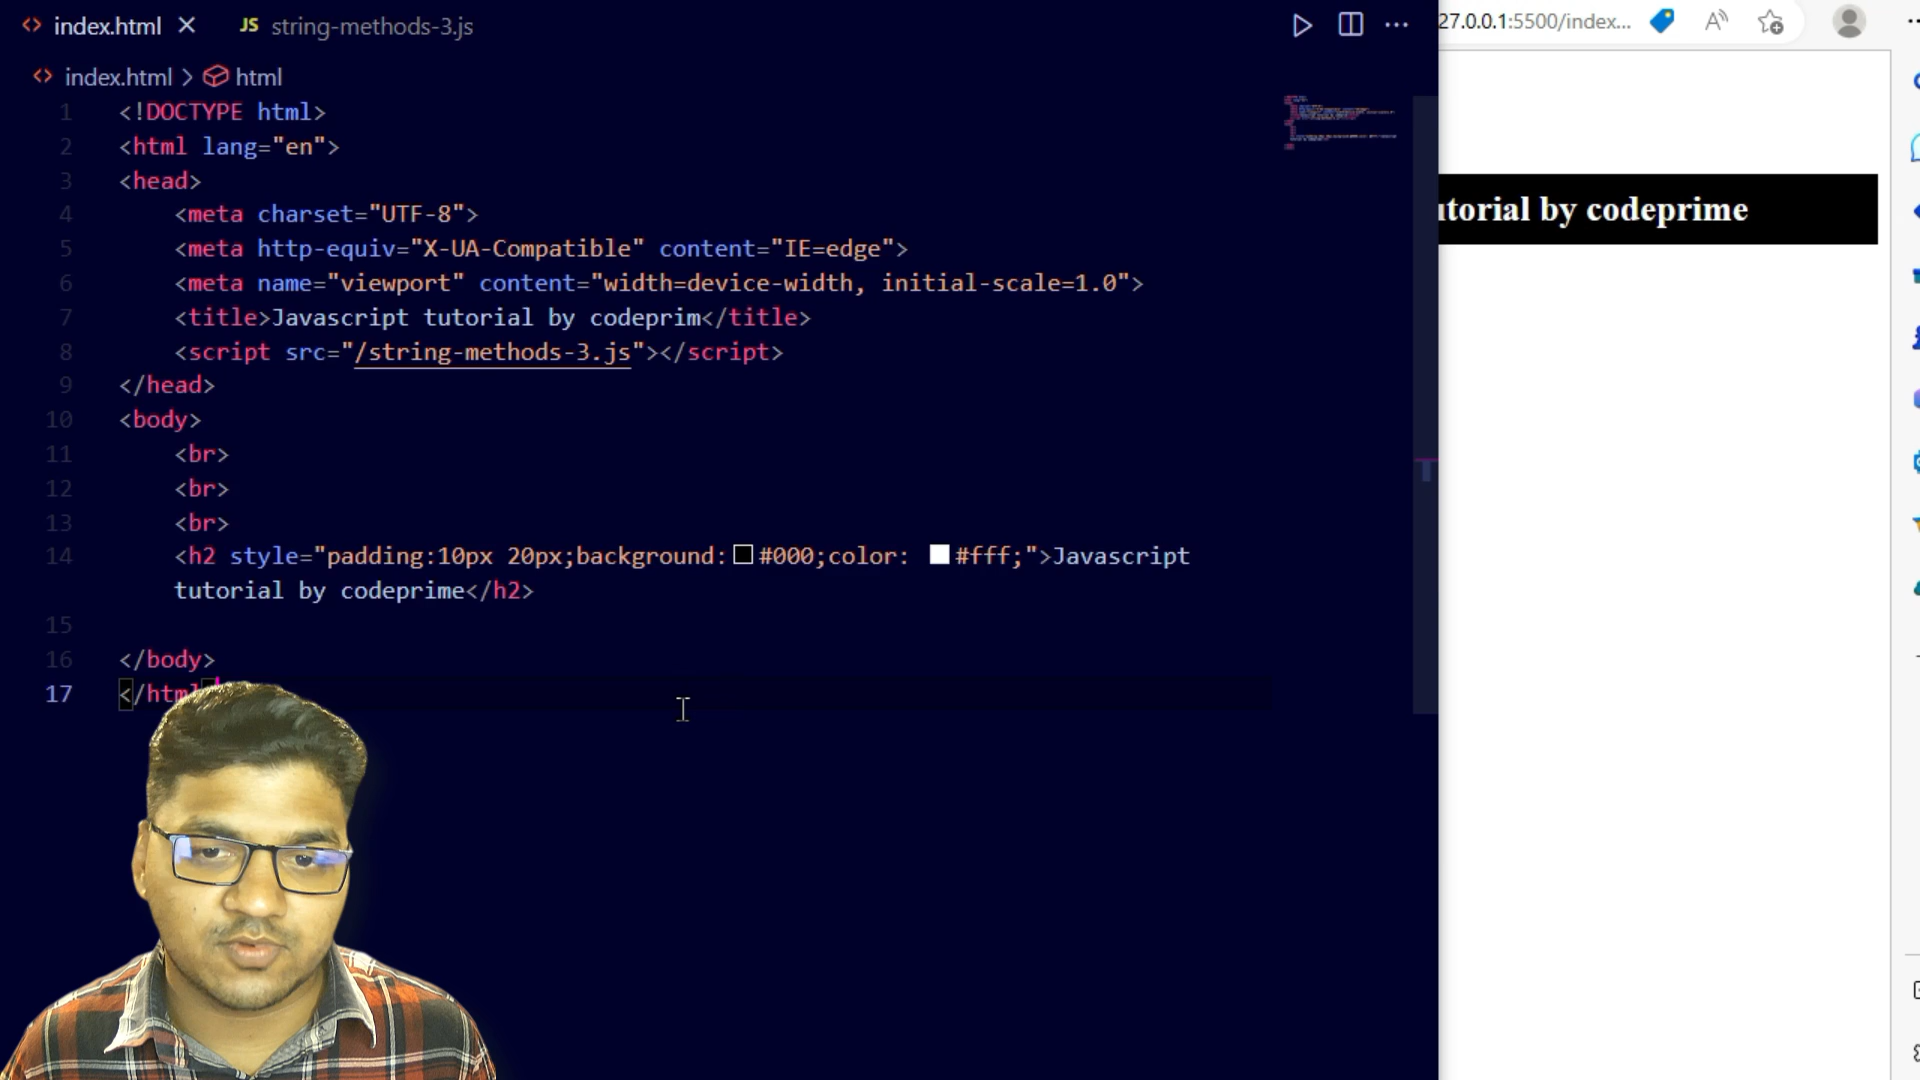 index.html
JS string-methods-3.js
27.0.0.1:5500/index...
index.html > html
1 <!DOCTYPE html>
2 <html lang="en">
3 <head>
4 <meta charset="UTF-8">
5 <meta http-equiv="X-UA-Compatible" content="IE=edge">
6 <meta name="viewport" content="width=device-width, initial-scale=1.0">
7 <title>Javascript tutorial by codeprim</title>
8 <script src="/string-methods-3.js"></script>
9 </head>
10 <body>
11 <br>
12 <br>
13 <br>
14 <h2 style="padding:10px 20px;background:#000;color: #fff;">Javascript
tutorial by codeprime</h2>
15
16 </body>
17 </html
utorial by codeprime